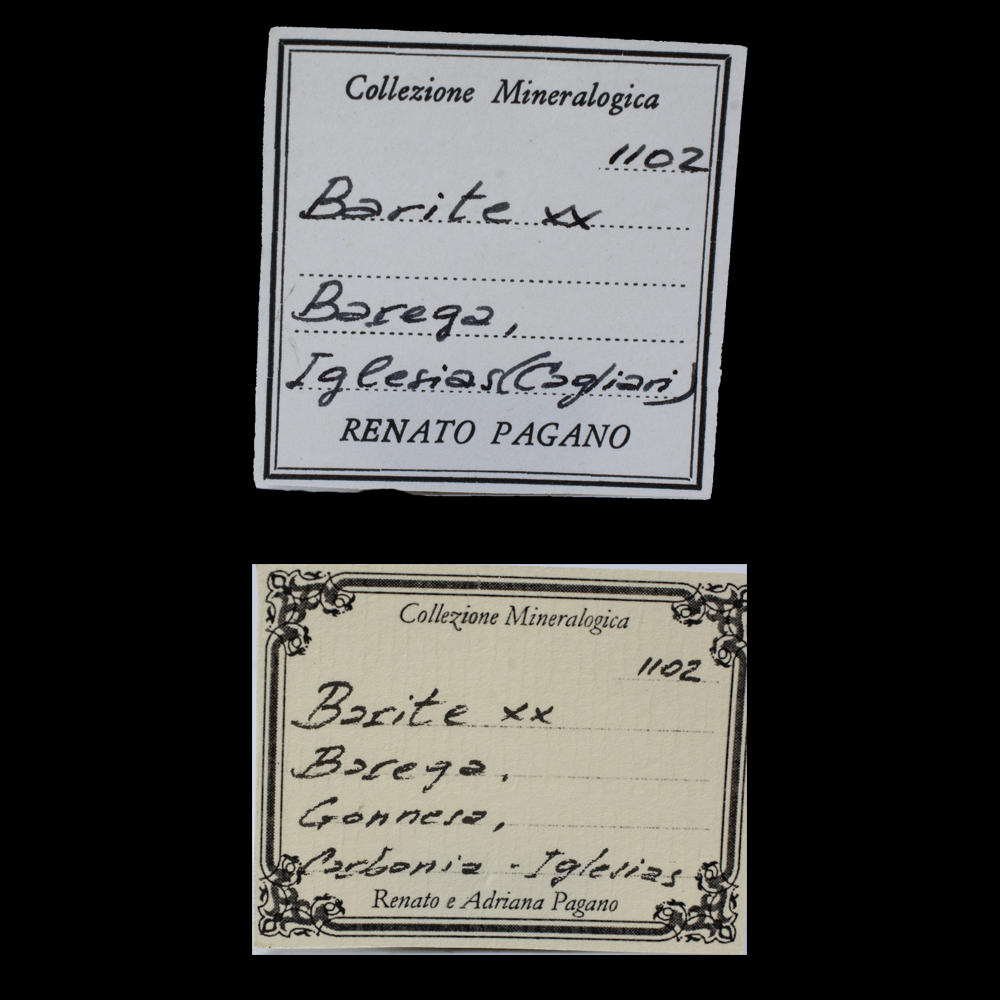 Collezione Mineralogica
1102
Barite xx
Barega,
Iglesias (Cagliari)
RENATO PAGANO
Collezione Mineralogica
1102
Barite xx
Barega,
Gonnesa,
Carbonia - Iglesias
Renato e Adriana Pagano